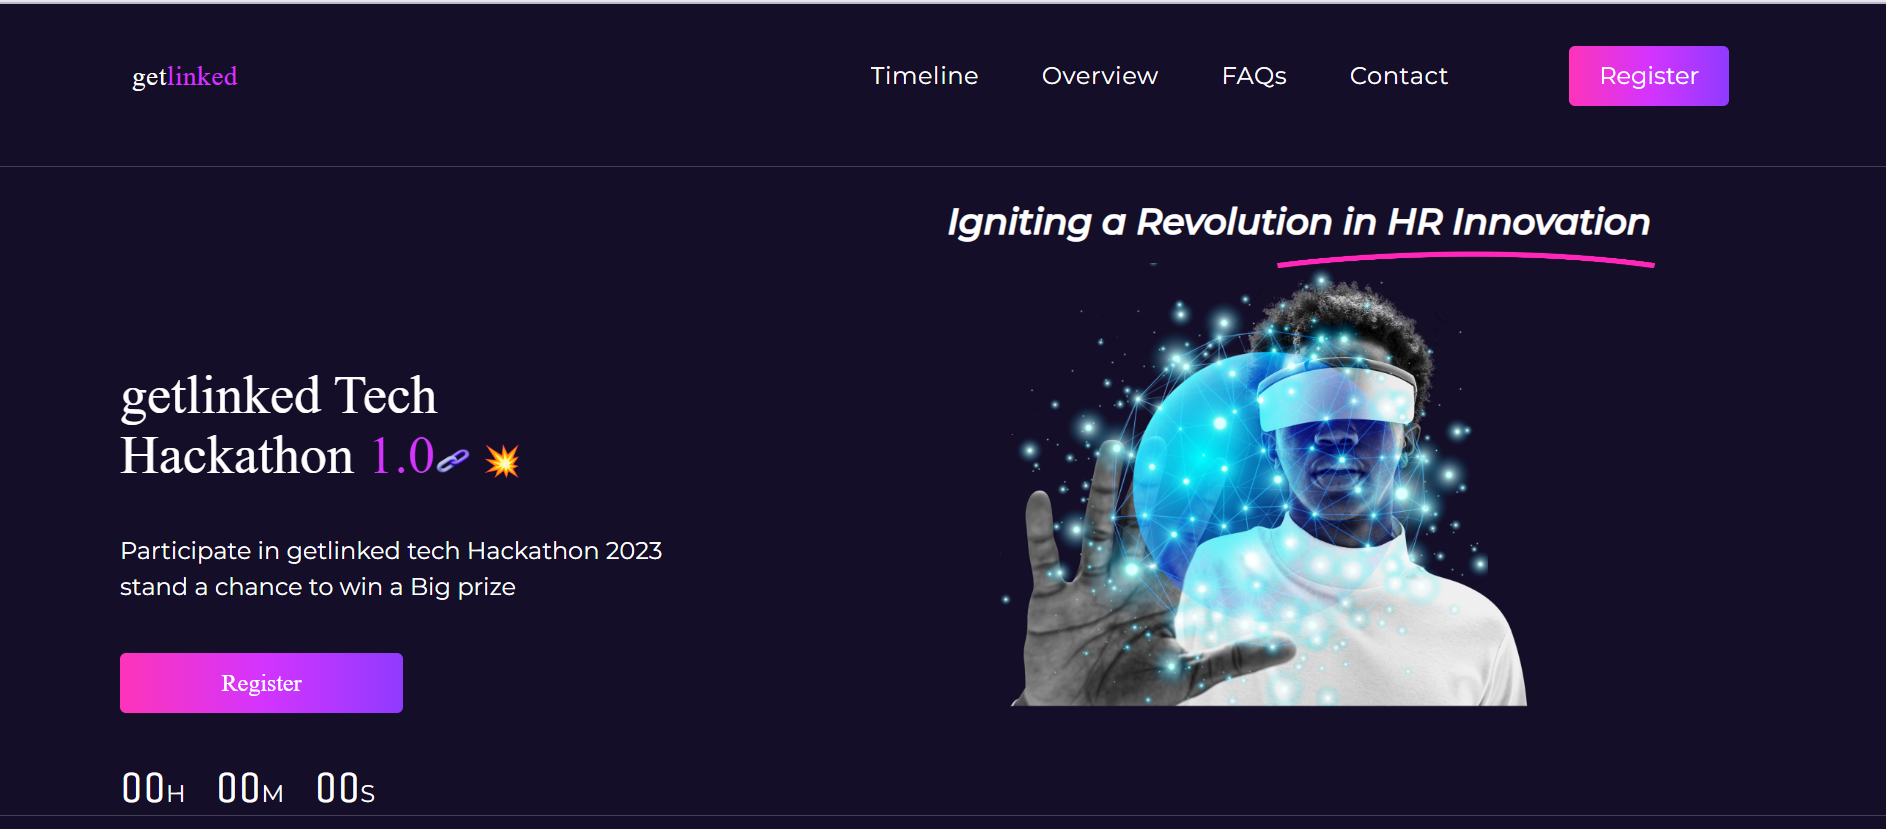 getlinked
Timeline Overview FAQs Contact Register
Igniting a Revolution in HR Innovation
getlinked Tech
Hackathon 1.0🔗 💥
Participate in getlinked tech Hackathon 2023
stand a chance to win a Big prize
Register
00H 00M 00S